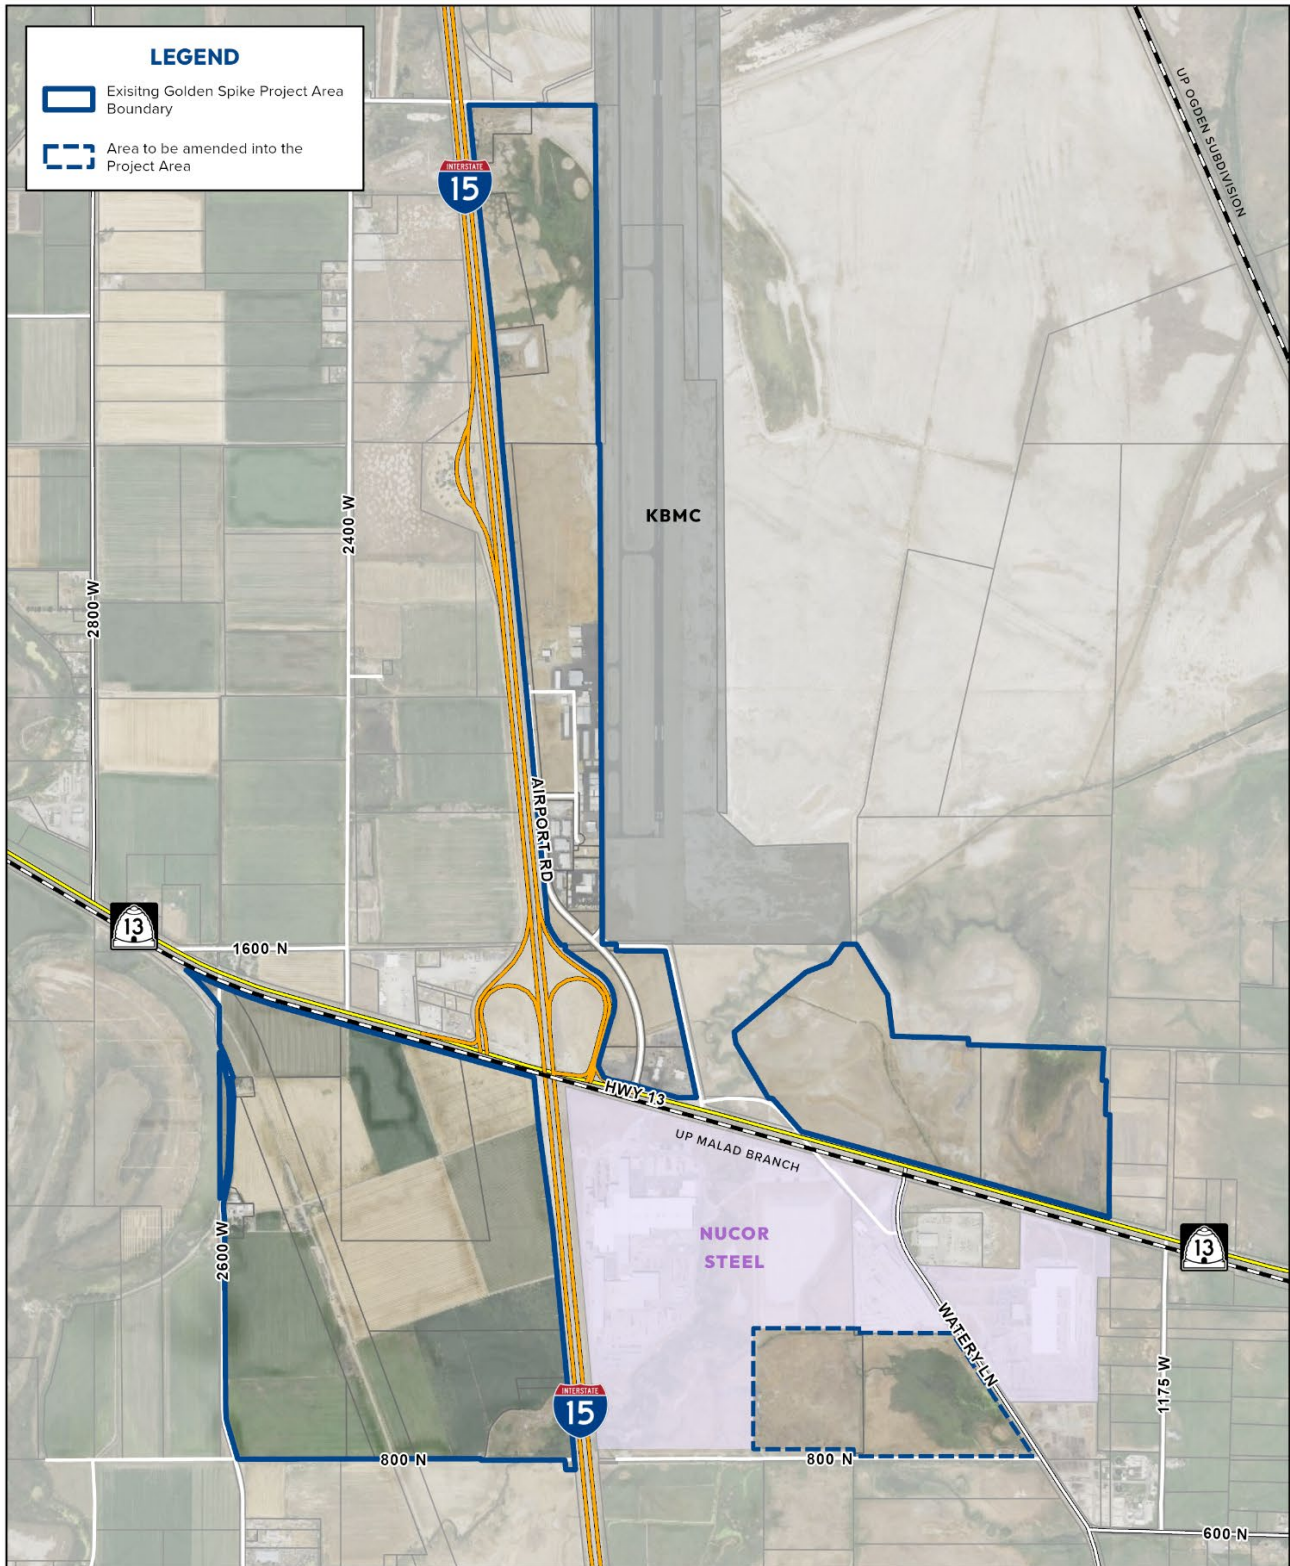 LEGEND
Exisitng Golden Spike Project Area
Boundary
Area to be amended into the
Project Area
UP OGDEN SUBDIVISION
INTERSTATE
15
KBMC
2400 W
2800 W
AIRPORT RD
13
1600 N
HWY 13
UP MALAD BRANCH
NUCOR
STEEL
2600 W
13
WATERY LN
1175 W
INTERSTATE
15
800 N
800 N
600 N